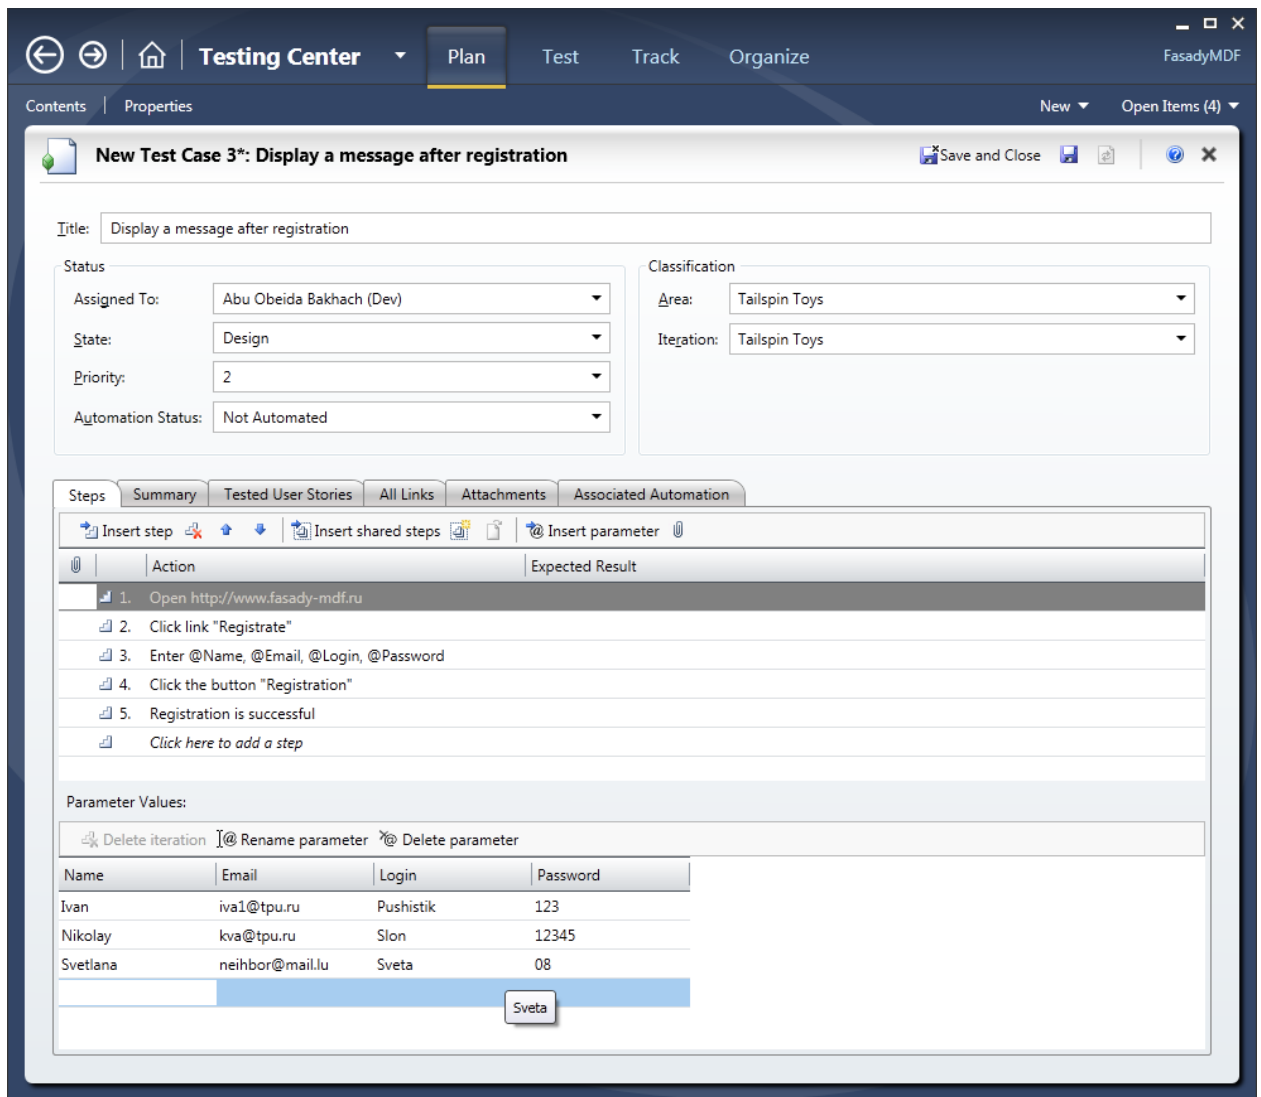 Testing Center Plan Test Track Organize FasadyMDF
Contents Properties New Open Items (4)
New Test Case 3*: Display a message after registration Save and Close
Title: Display a message after registration
Status Classification
Assigned To: Abu Obeida Bakhach (Dev) Area: Tailspin Toys
State: Design Iteration: Tailspin Toys
Priority: 2
Automation Status: Not Automated
Steps Summary Tested User Stories All Links Attachments Associated Automation
Insert step Insert shared steps @ Insert parameter
Action Expected Result
1. Open http://www.fasady-mdf.ru
2. Click link "Registrate"
3. Enter @Name, @Email, @Login, @Password
4. Click the button "Registration"
5. Registration is successful
Click here to add a step
Parameter Values:
Delete iteration @ Rename parameter @ Delete parameter
Name Email Login Password
Ivan iva1@tpu.ru Pushistik 123
Nikolay kva@tpu.ru Slon 12345
Svetlana neihbor@mail.lu Sveta 08
Sveta